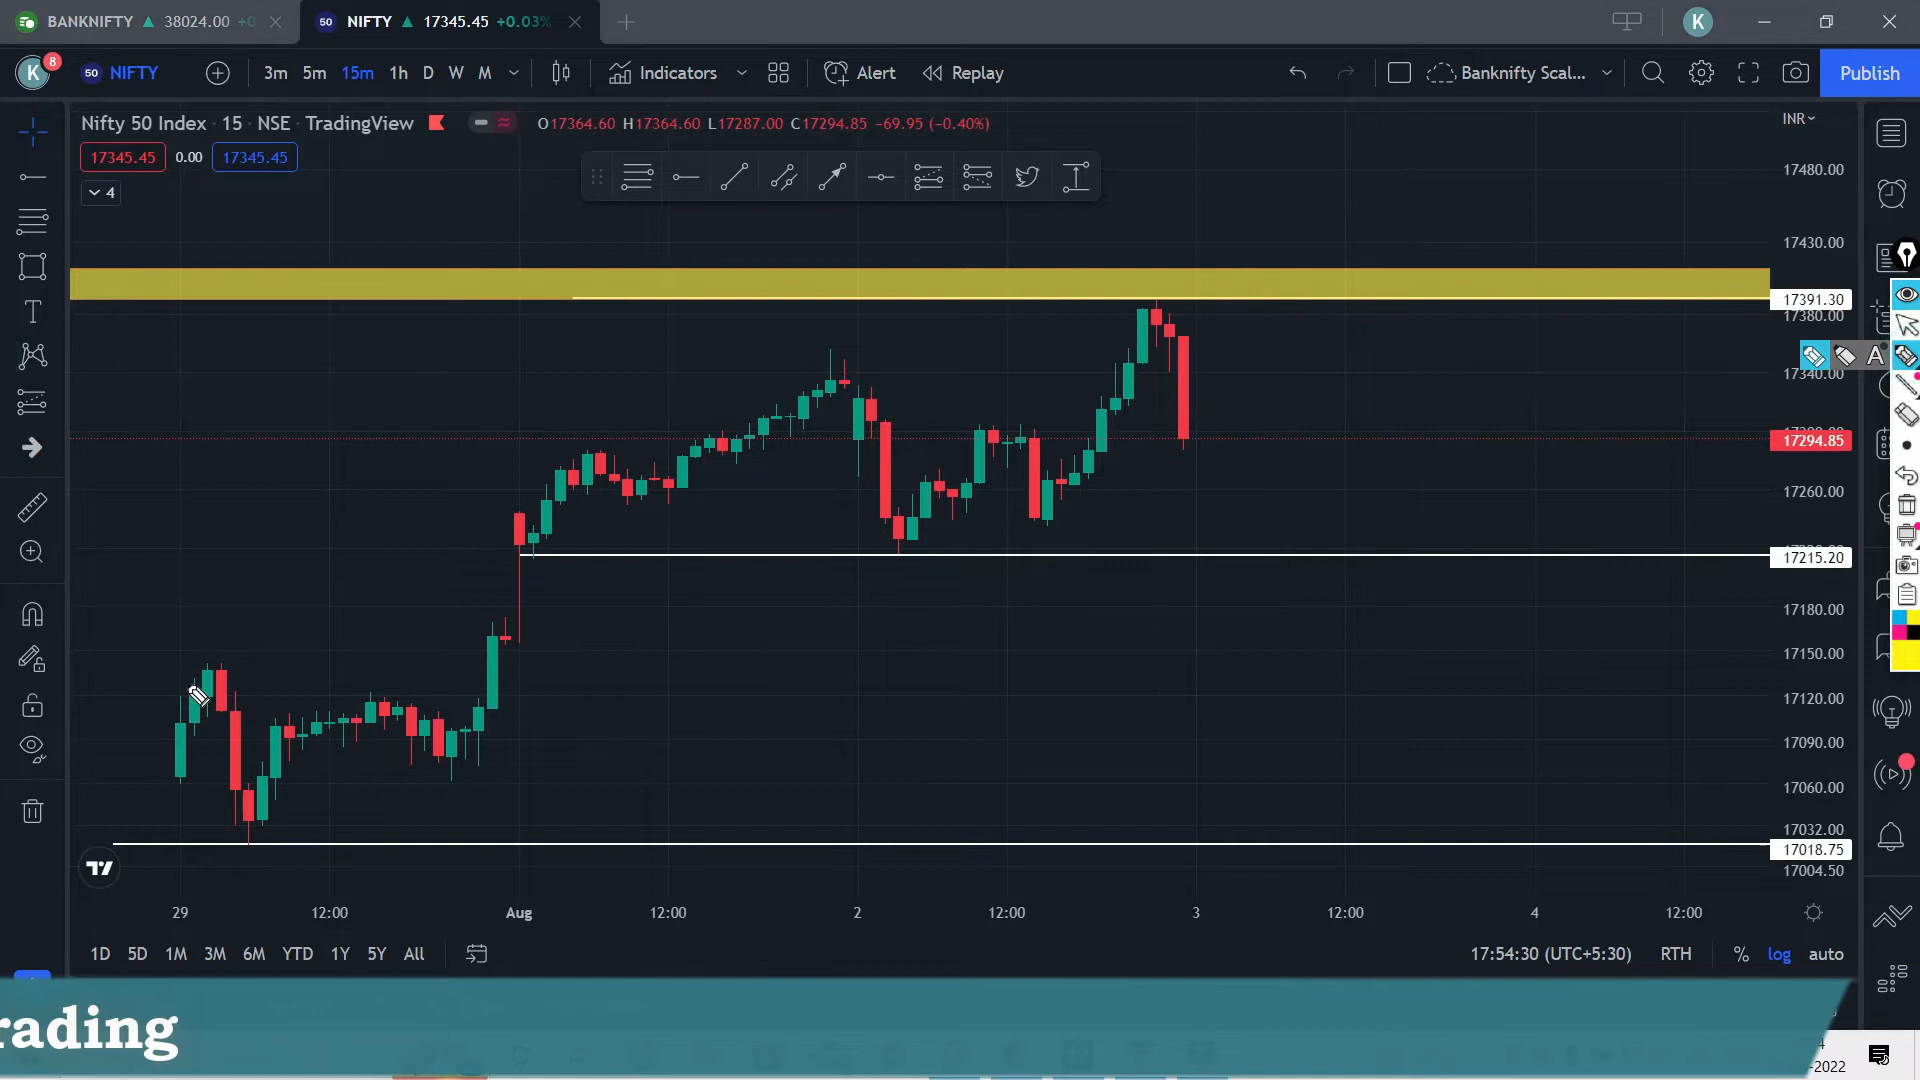 BANKNIFTY ▲ 38024.00 +0
50 NIFTY ▲ 17345.45 +0.03%
K
K 8 50 NIFTY 3m 5m 15m 1h D W M Indicators Alert Replay Banknifty Scal... Publish
Nifty 50 Index · 15 · NSE · TradingView O17364.60 H17364.60 L17287.00 C17294.85 −69.95 (−0.40%)
INR
17345.45 0.00 17345.45
4
17480.00
17430.00
17391.30
17380.00
A
17340.00
17294.85
17260.00
17215.20
17180.00
17150.00
17120.00
17090.00
17060.00
17032.00
17018.75
17004.50
29 12:00 Aug 12:00 2 12:00 3 12:00 4 12:00
1D 5D 1M 3M 6M YTD 1Y 5Y All 17:54:30 (UTC+5:30) RTH % log auto
rading
4
-2022